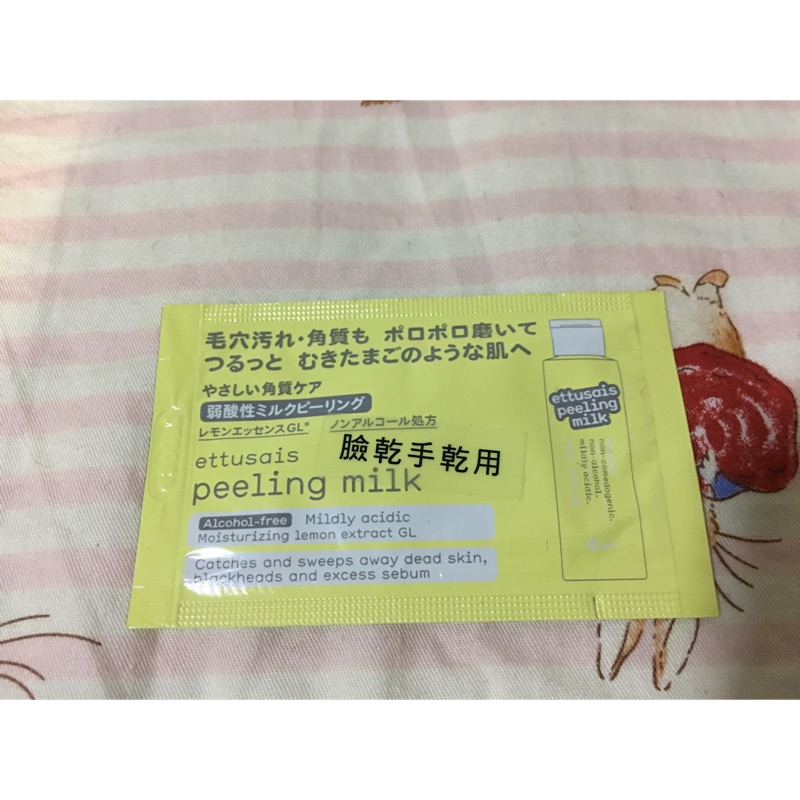 毛穴汚れ・角質も ポロポロ磨いて
つるっと むきたまごのような肌へ
やさしい角質ケア
弱酸性ミルクピーリング
レモンエッセンスGL* ノンアルコール処方
臉乾手乾用
ettusais
peeling milk
Alcohol-free Mildly acidic
Moisturizing lemon extract GL
Catches and sweeps away dead skin,
blackheads and excess sebum
ettusais
peeling
milk
non-comedogenic.
non-alcohol.
mildly acidic.